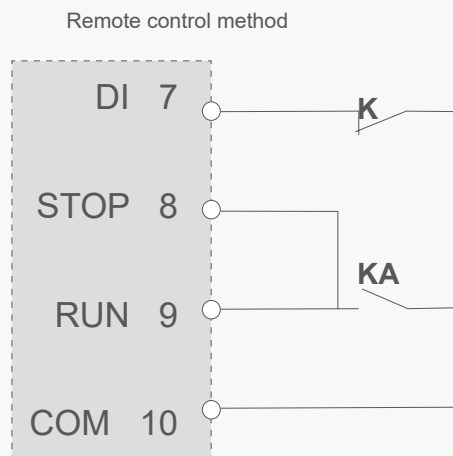 Remote control method
DI 7
K
STOP 8
KA
RUN 9
COM 10